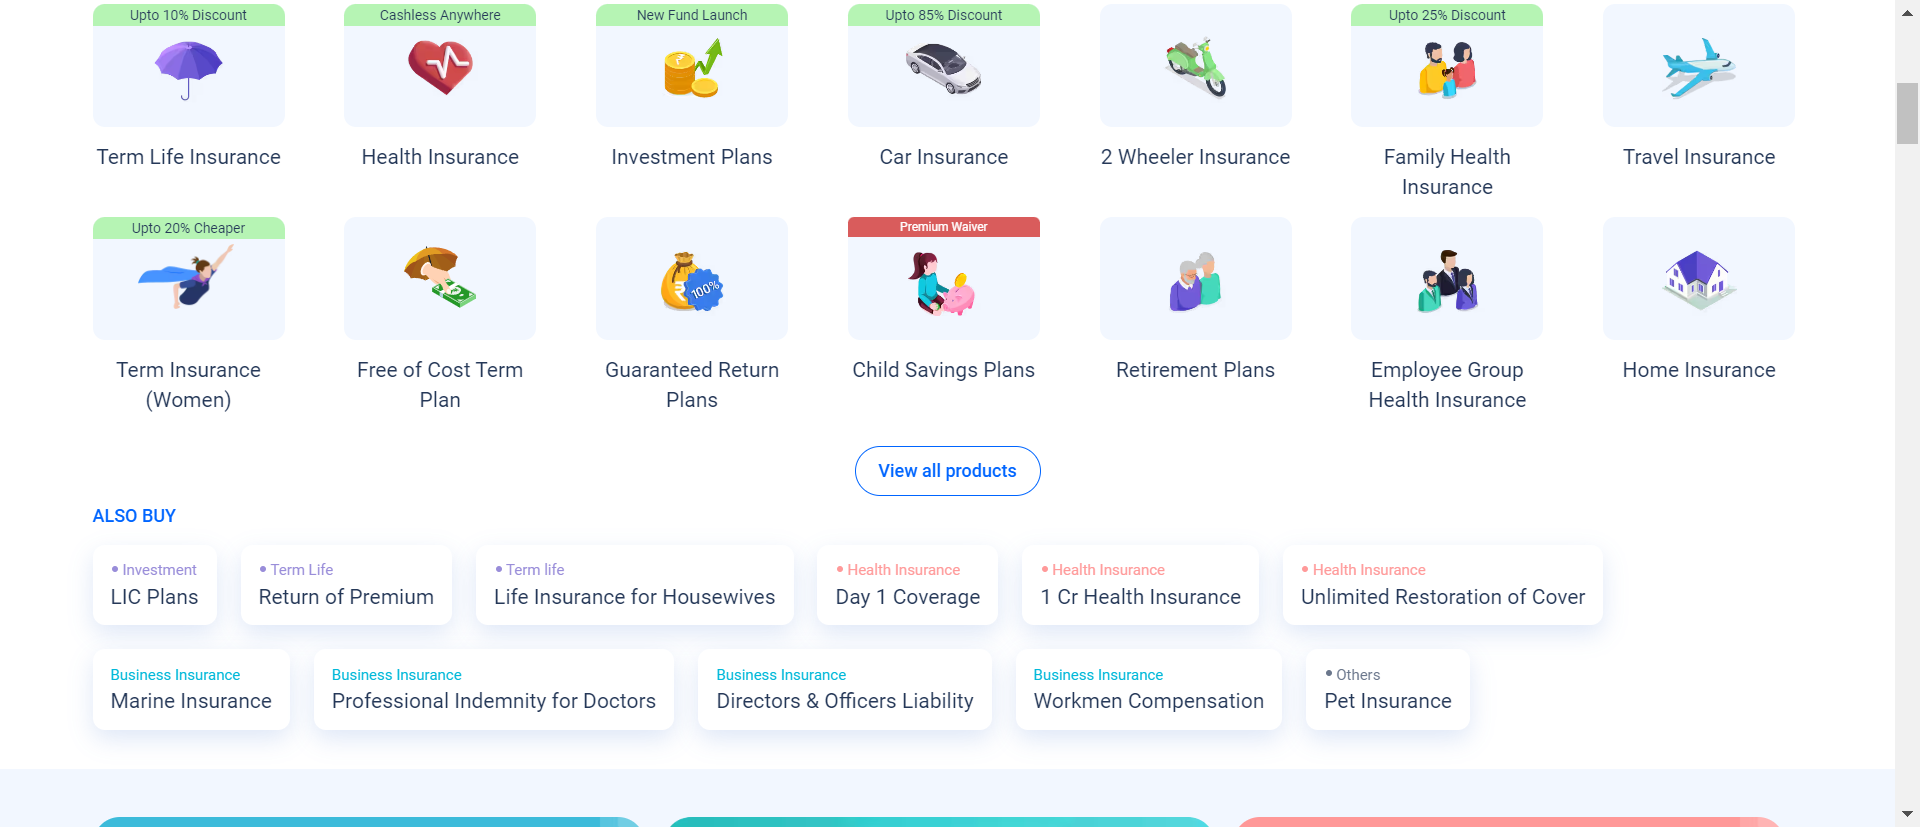 Upto 10% Discount
Cashless Anywhere
New Fund Launch
Upto 85% Discount
Upto 25% Discount
Term Life Insurance
Health Insurance
Investment Plans
Car Insurance
2 Wheeler Insurance
Family Health
Insurance
Travel Insurance
Upto 20% Cheaper
100%
Premium Waiver
Term Insurance
(Women)
Free of Cost Term
Plan
Guaranteed Return
Plans
Child Savings Plans
Retirement Plans
Employee Group
Health Insurance
Home Insurance
View all products
ALSO BUY
• Investment
LIC Plans
• Term Life
Return of Premium
• Term life
Life Insurance for Housewives
• Health Insurance
Day 1 Coverage
• Health Insurance
1 Cr Health Insurance
• Health Insurance
Unlimited Restoration of Cover
Business Insurance
Marine Insurance
Business Insurance
Professional Indemnity for Doctors
Business Insurance
Directors & Officers Liability
Business Insurance
Workmen Compensation
• Others
Pet Insurance